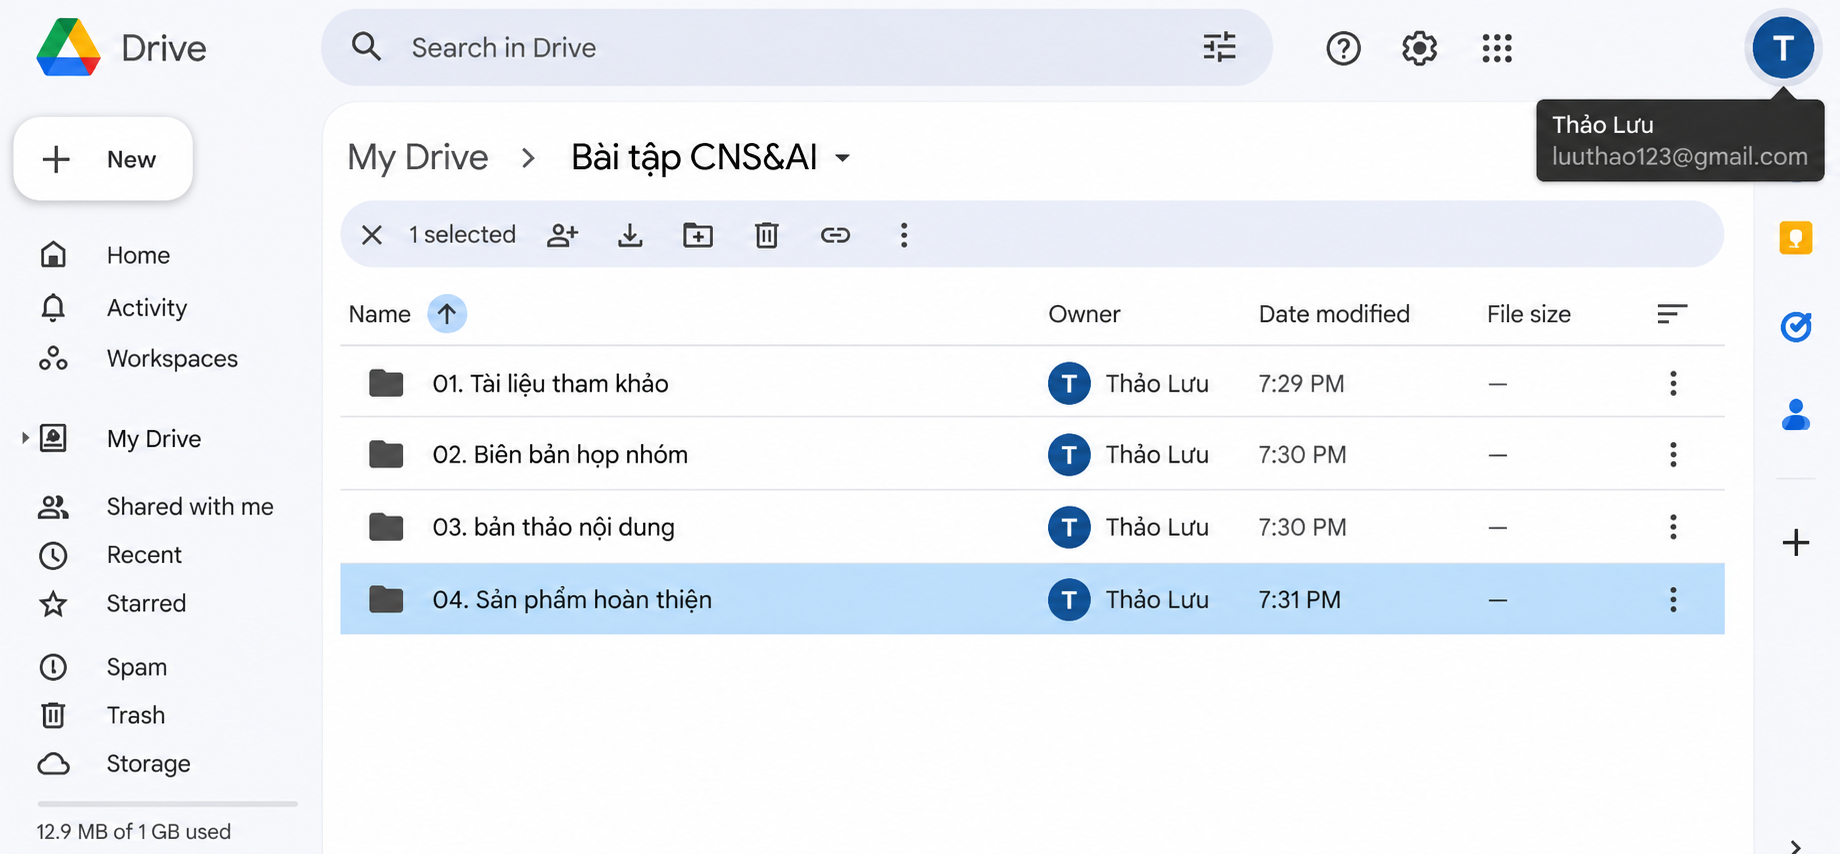 Drive
Search in Drive
T
Thảo Lưu
luuthao123@gmail.com
New
My Drive > Bài tập CNS&AI
1 selected
Home
Activity
Workspaces
My Drive
Shared with me
Recent
Starred
Spam
Trash
Storage
12.9 MB of 1 GB used
Name Owner Date modified File size
01. Tài liệu tham khảo T Thảo Lưu 7:29 PM —
02. Biên bản họp nhóm T Thảo Lưu 7:30 PM —
03. bản thảo nội dung T Thảo Lưu 7:30 PM —
04. Sản phẩm hoàn thiện T Thảo Lưu 7:31 PM —